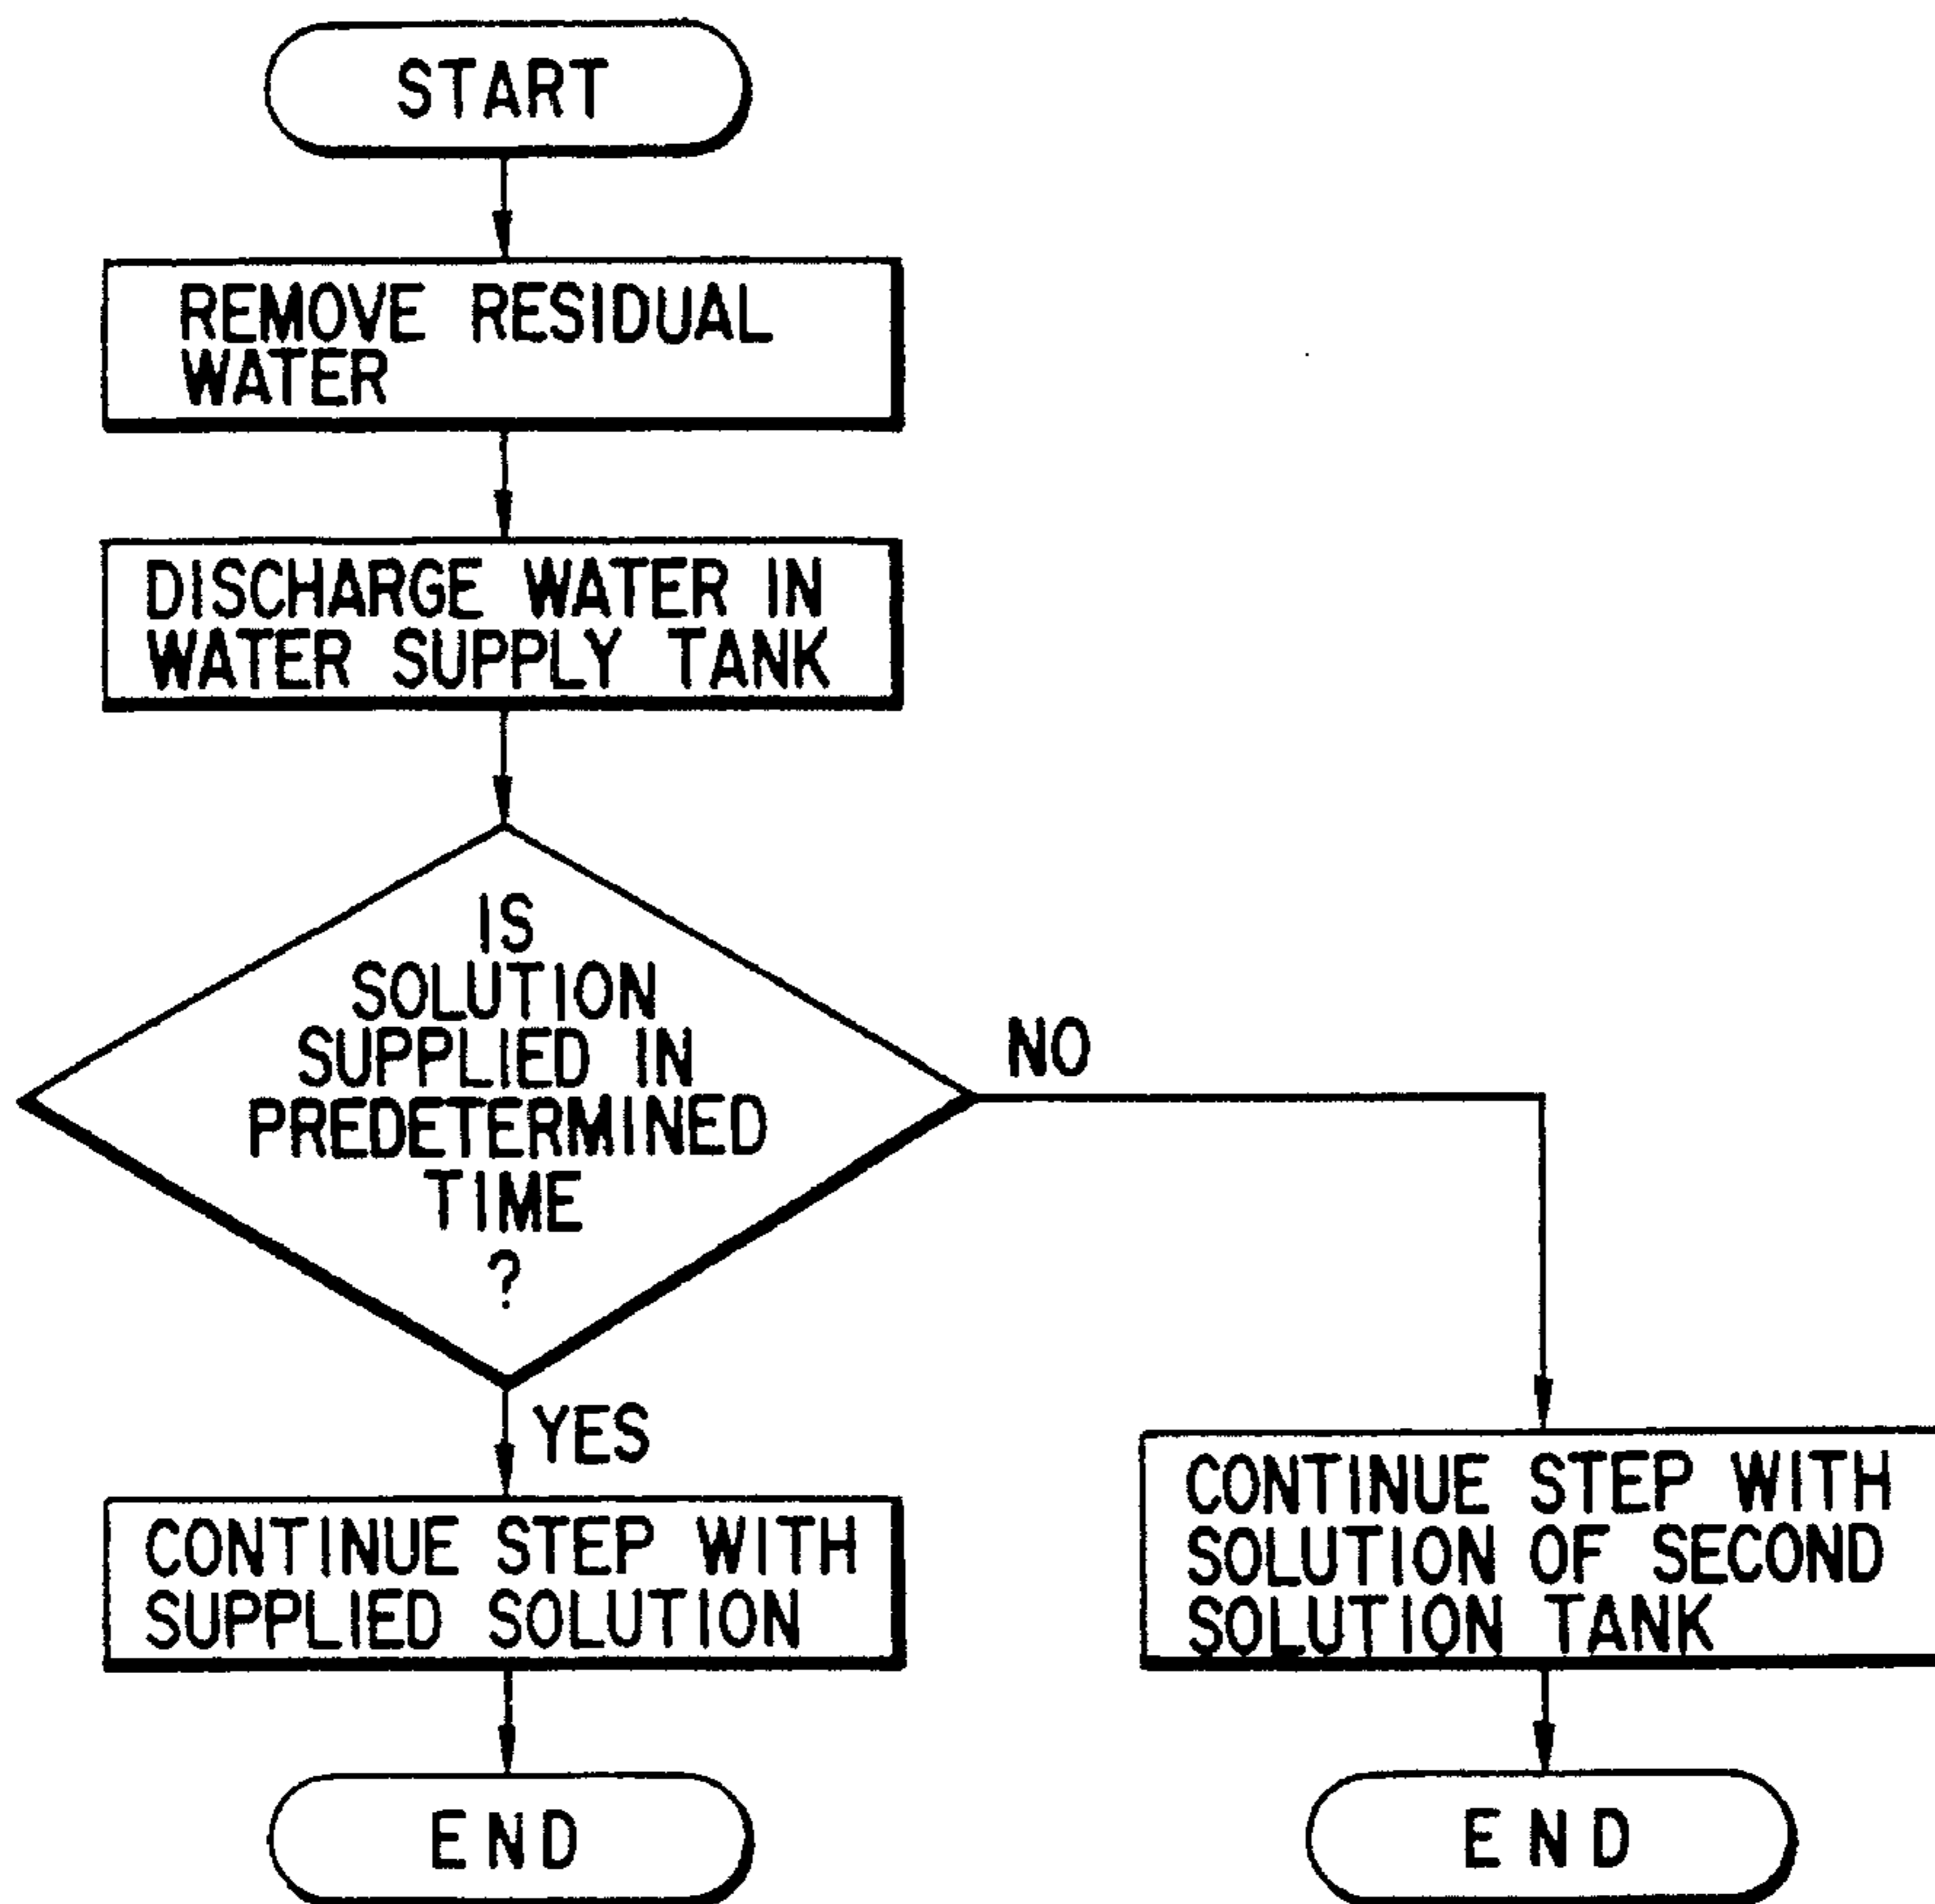 START
REMOVE RESIDUAL
WATER
DISCHARGE WATER IN
WATER SUPPLY TANK
IS
SOLUTION
SUPPLIED IN
PREDETERMINED
TIME
?
NO
YES
CONTINUE STEP WITH
SUPPLIED SOLUTION
END
CONTINUE STEP WITH
SOLUTION OF SECOND
SOLUTION TANK
END